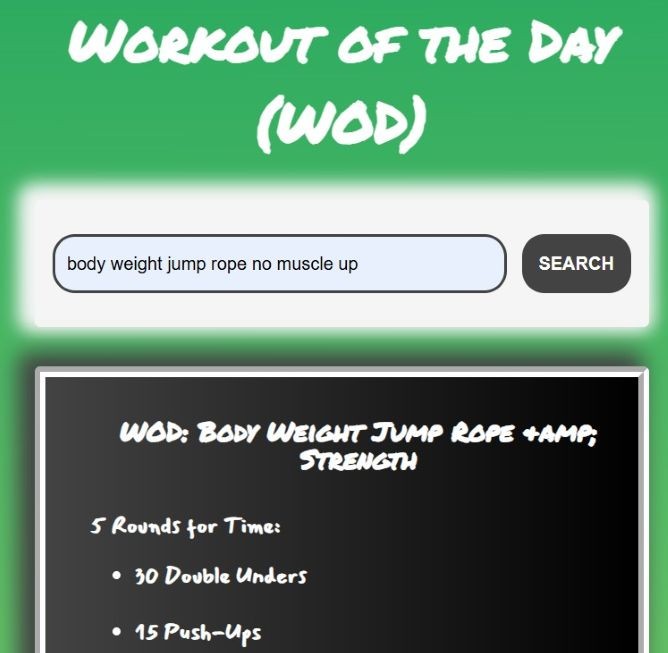 Workout of the Day
(WOD)
body weight jump rope no muscle up
SEARCH
WOD: Body Weight Jump Rope &amp;
Strength
5 Rounds for Time:
• 30 Double Unders
• 15 Push-Ups